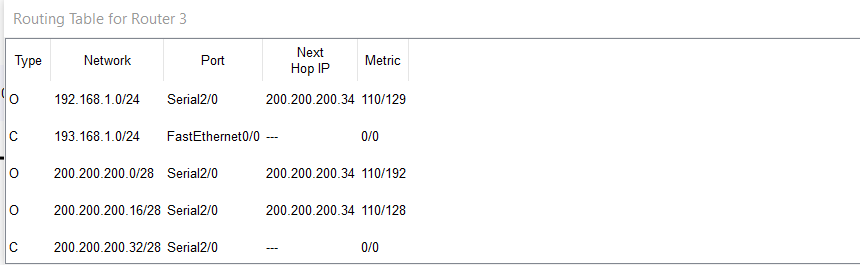 Routing Table for Router 3
Type Network Port Next Hop IP Metric
O 192.168.1.0/24 Serial2/0 200.200.200.34 110/129
C 193.168.1.0/24 FastEthernet0/0 --- 0/0
O 200.200.200.0/28 Serial2/0 200.200.200.34 110/192
O 200.200.200.16/28 Serial2/0 200.200.200.34 110/128
C 200.200.200.32/28 Serial2/0 --- 0/0